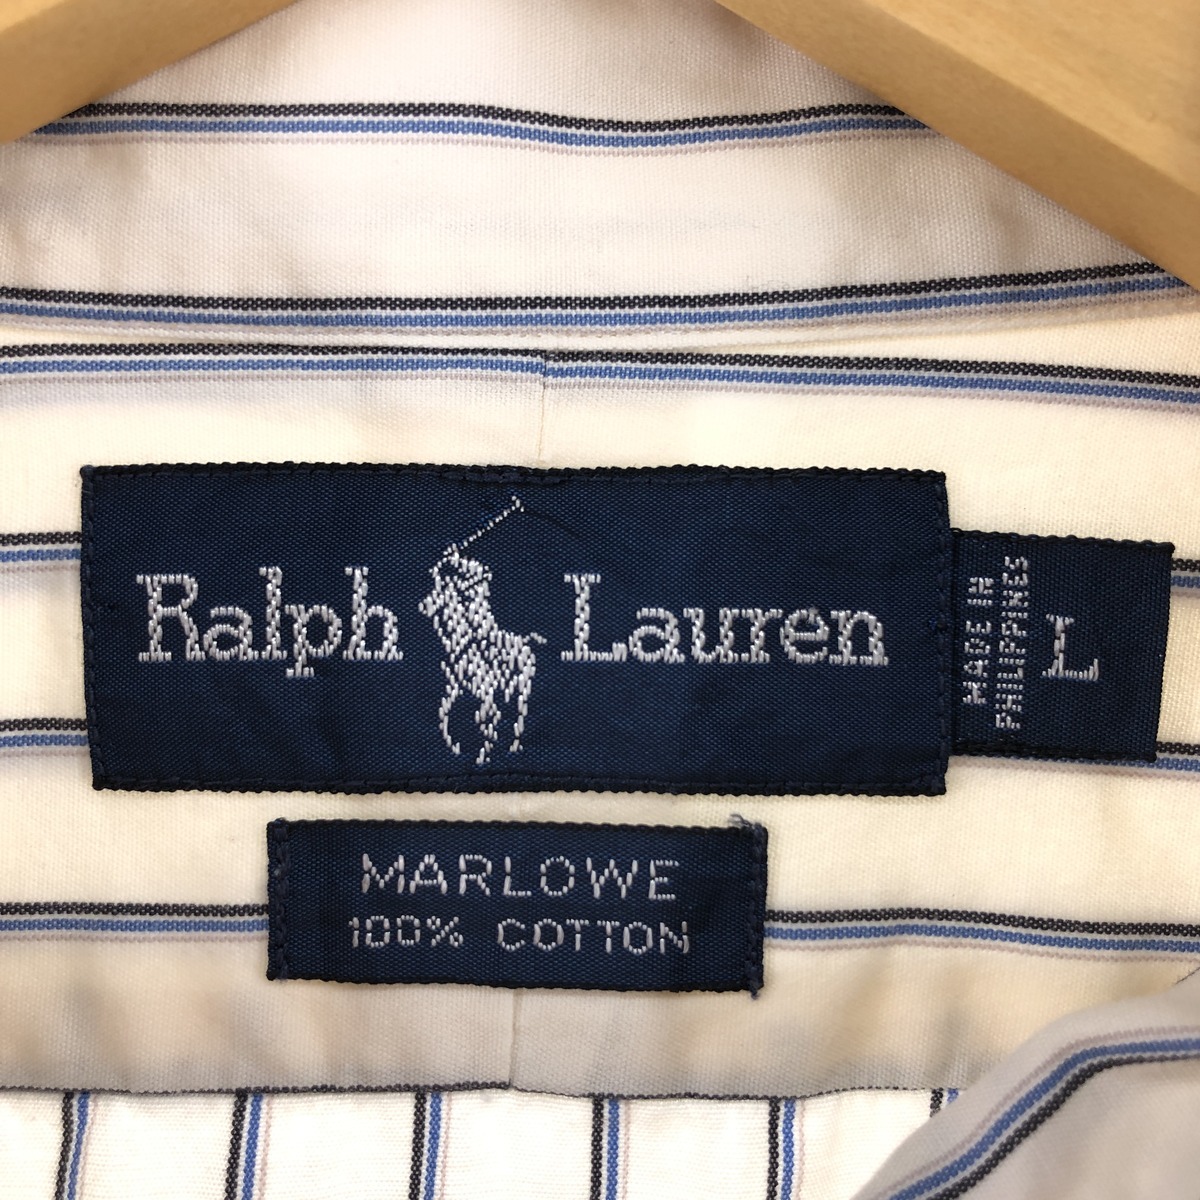 Ralph Lauren
MADE IN
PHILIPPINES
L
MARLOWE
100% COTTON